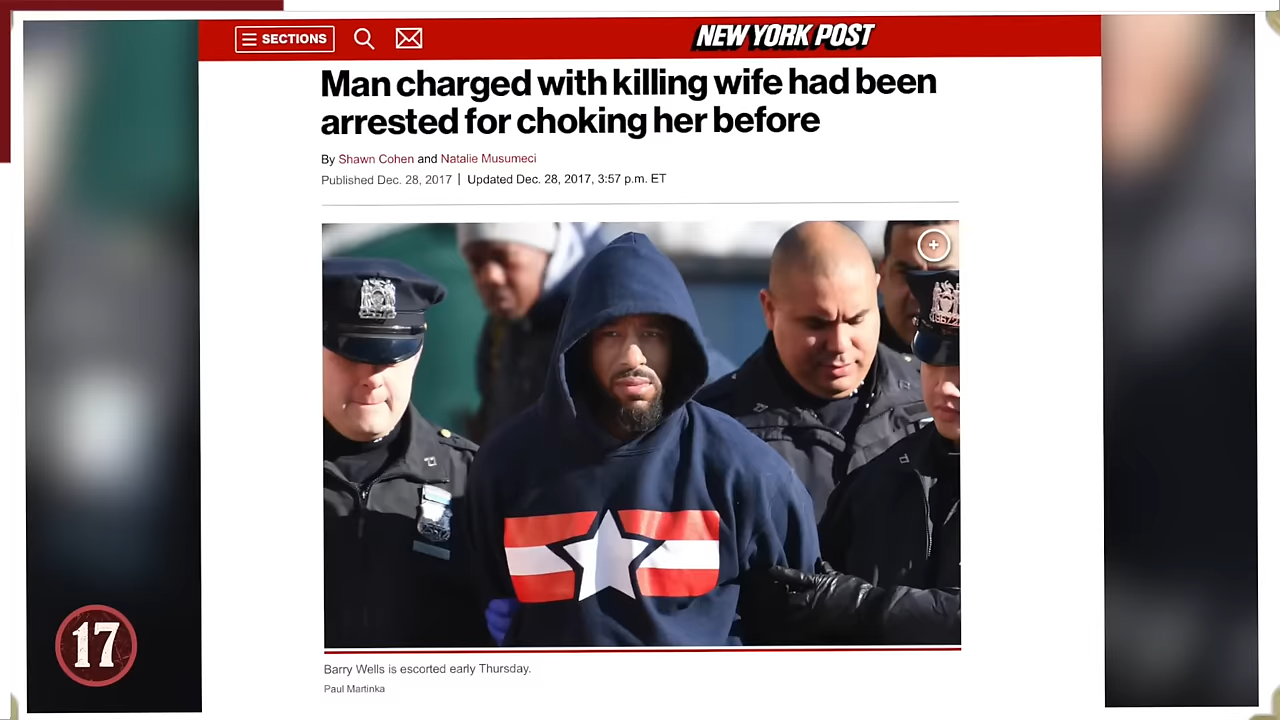 SECTIONS
NEW YORK POST
Man charged with killing wife had been
arrested for choking her before
By Shawn Cohen and Natalie Musumeci
Published Dec. 28, 2017 | Updated Dec. 28, 2017, 3:57 p.m. ET
Barry Wells is escorted early Thursday.
Paul Martinka
17